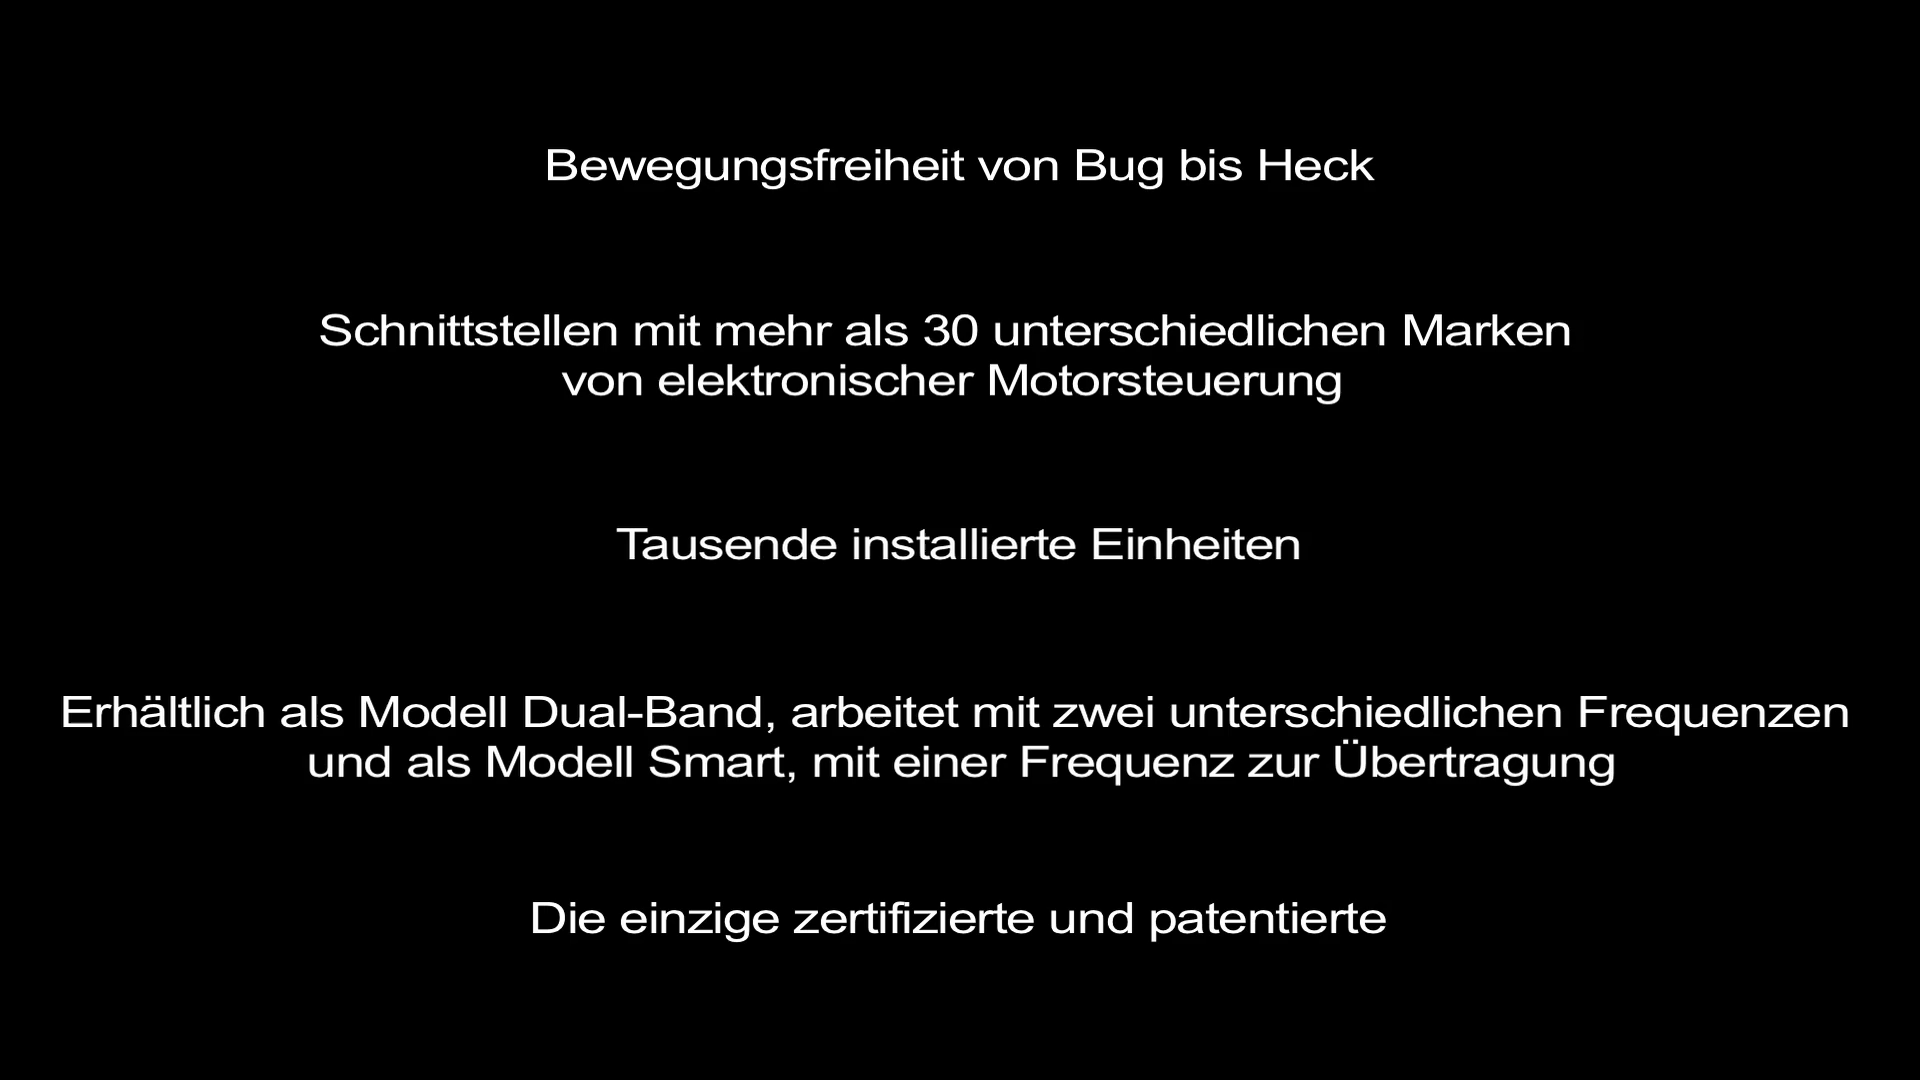 Bewegungsfreiheit von Bug bis Heck
Schnittstellen mit mehr als 30 unterschiedlichen Marken
von elektronischer Motorsteuerung
Tausende installierte Einheiten
Erhältlich als Modell Dual-Band, arbeitet mit zwei unterschiedlichen Frequenzen
und als Modell Smart, mit einer Frequenz zur Übertragung
Die einzige zertifizierte und patentierte